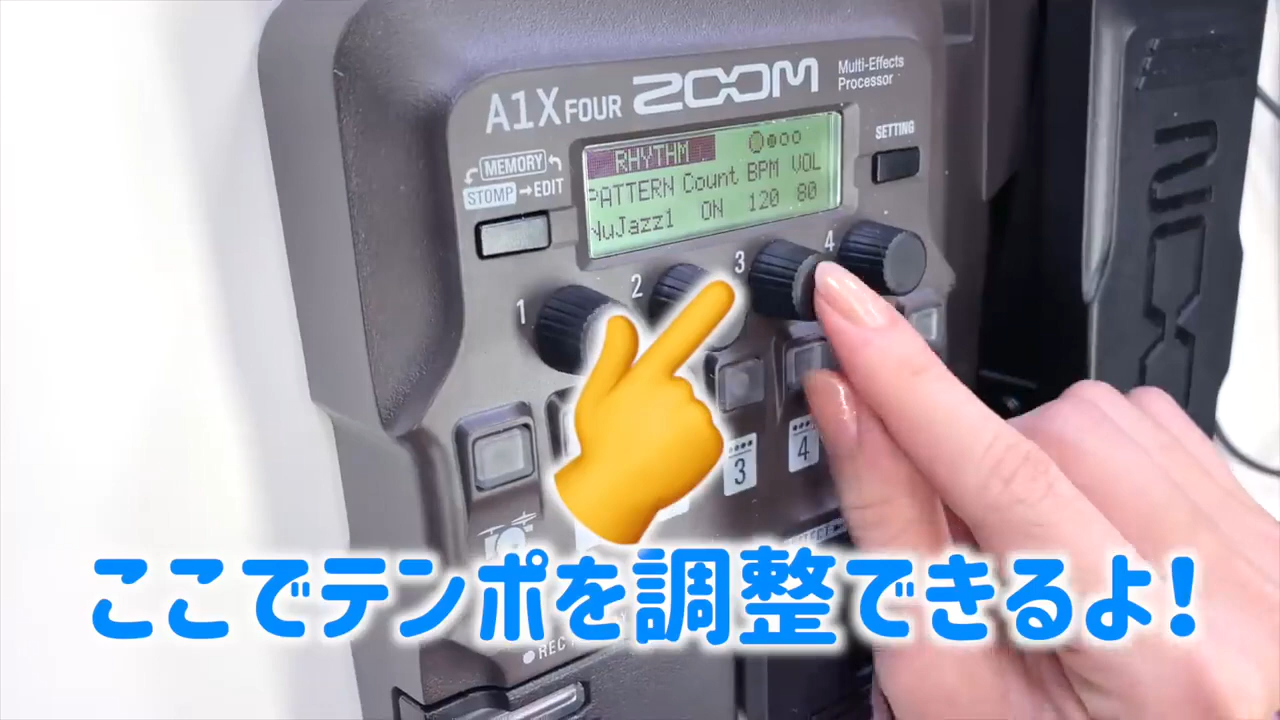 A1X FOUR ZOOM Multi-Effects Processor
MEMORY
STOMP → EDIT
SETTING
RHYTHM
PATTERN Count BPM VOL
NuJazz1 ON 120 80
1 2 3 4
3 4
ここでテンポを調整できるよ!
REC
ZOOM